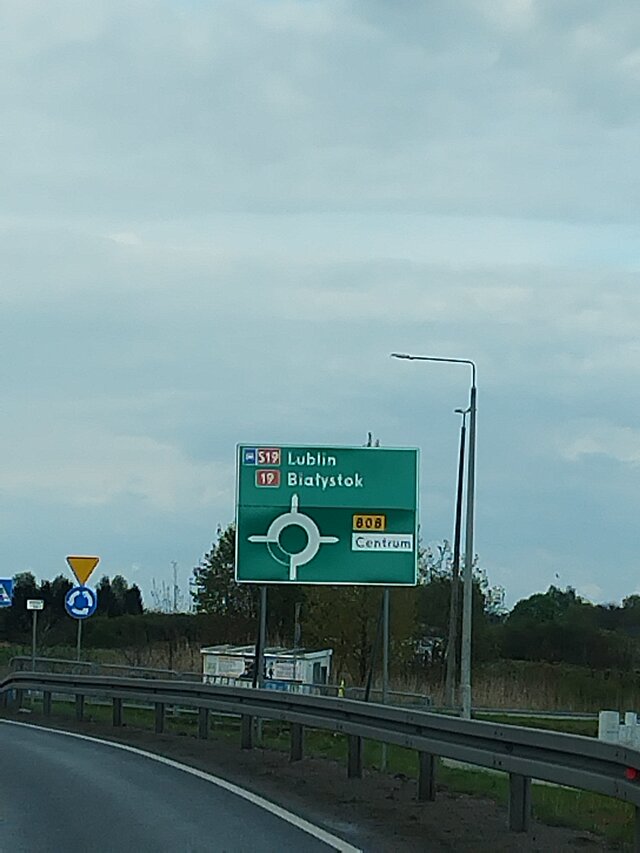 S19 Lublin
19 Białystok
808
Centrum